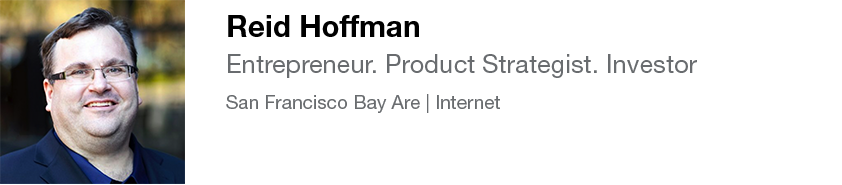 Reid Hoffman
Entrepreneur. Product Strategist. Investor
San Francisco Bay Are | Internet